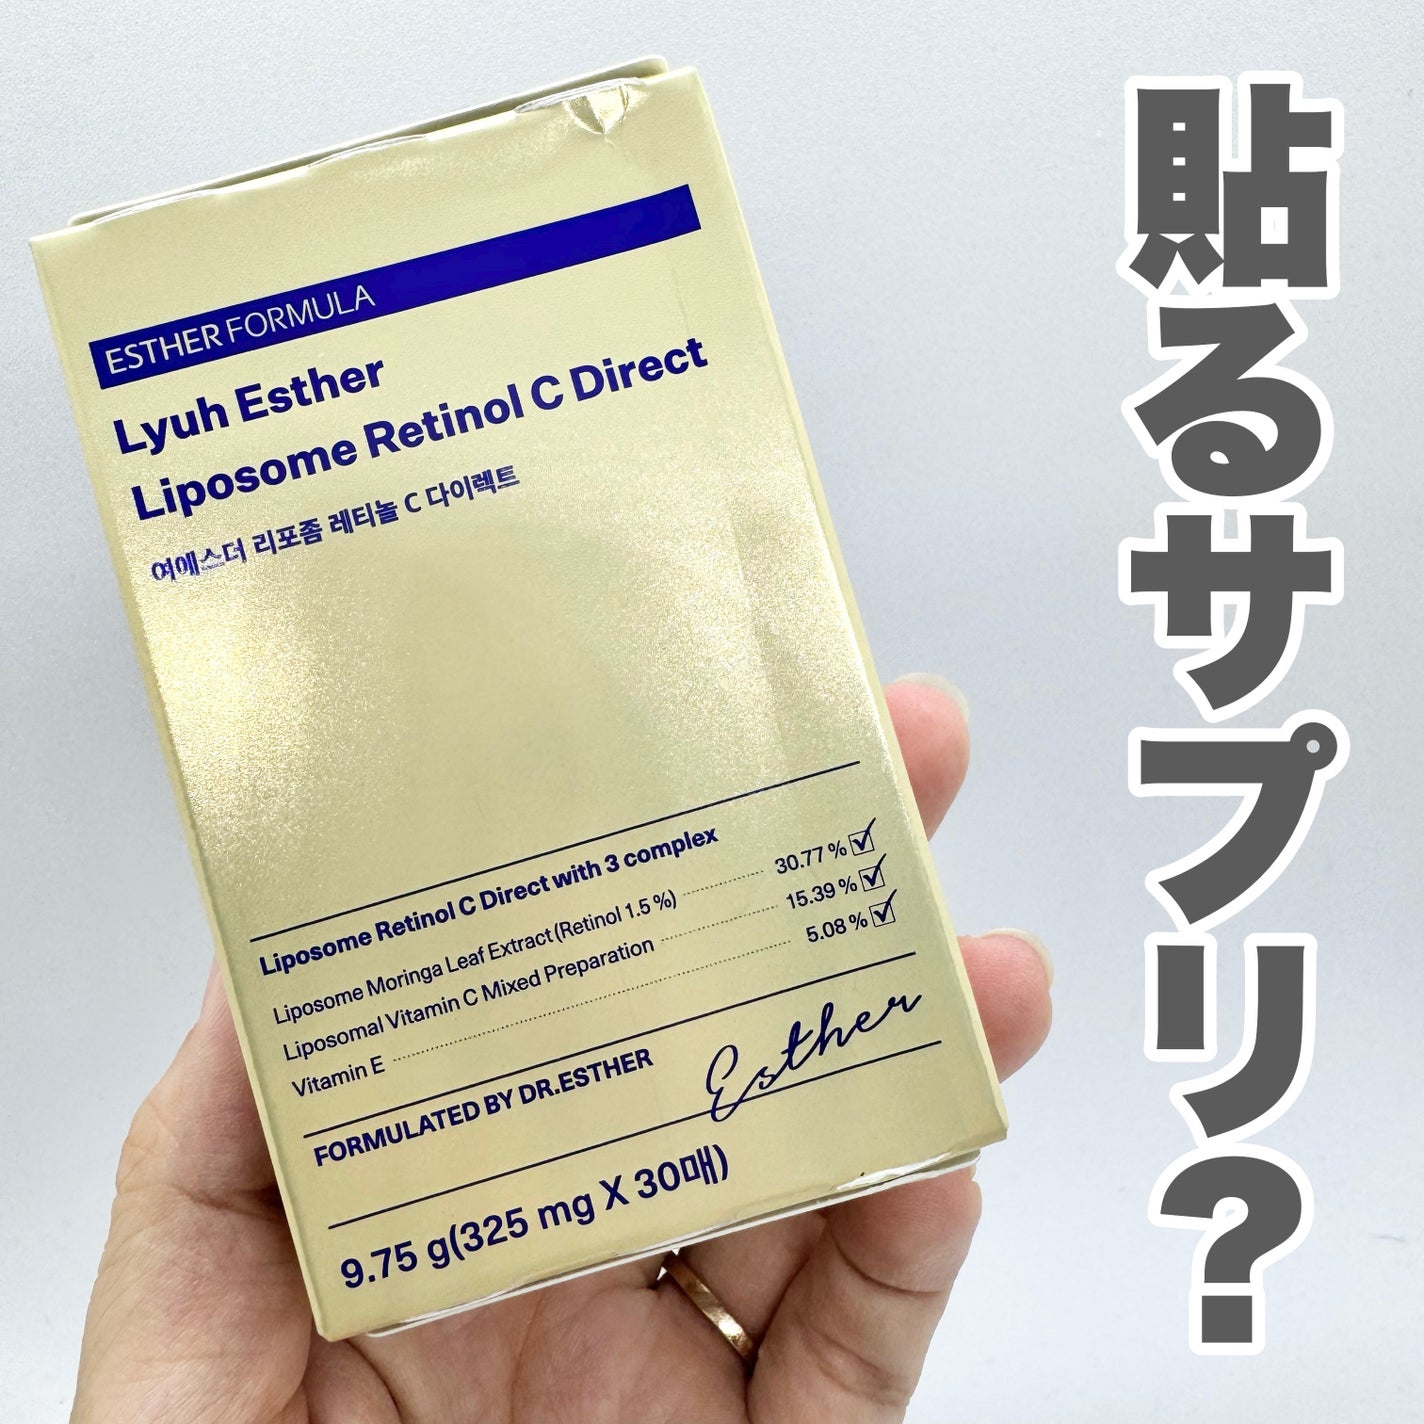 ESTHER FORMULA
Lyuh Esther
Liposome Retinol C Direct
여에스더 리포좀 레티놀 C 다이렉트
Liposome Retinol C Direct with 3 complex
Liposome Moringa Leaf Extract (Retinol 1.5 %) 30.77 %
Liposomal Vitamin C Mixed Preparation 15.39 %
Vitamin E 5.08 %
FORMULATED BY DR.ESTHER
Esther
9.75 g(325 mg X 30매)
貼るサプリ?